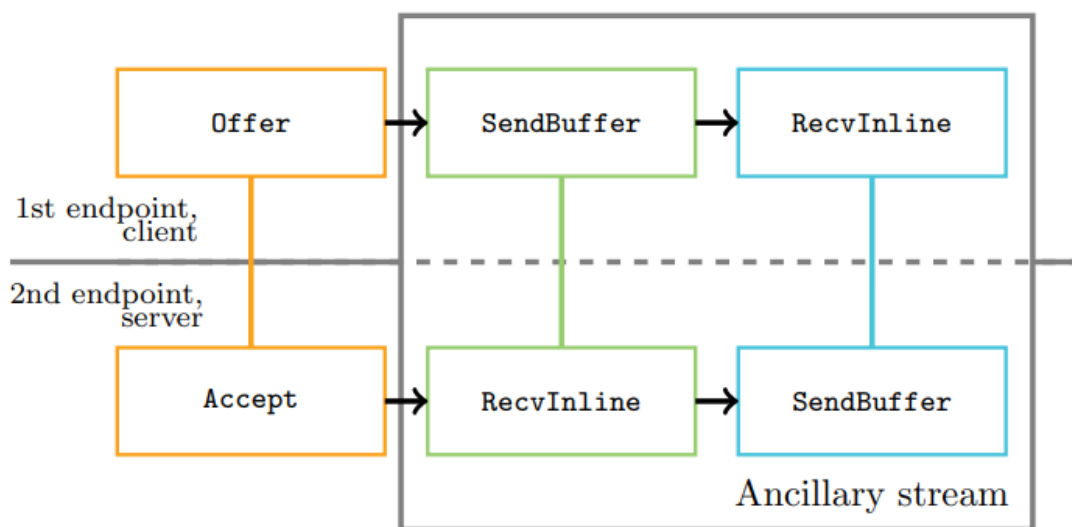 Offer
SendBuffer
RecvInline
1st endpoint,
client
2nd endpoint,
server
Accept
RecvInline
SendBuffer
Ancillary stream